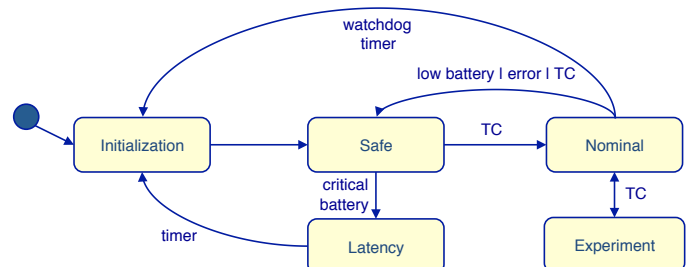 watchdog
timer
low battery | error | TC
Initialization
Safe
TC
Nominal
critical
battery
TC
timer
Latency
Experiment